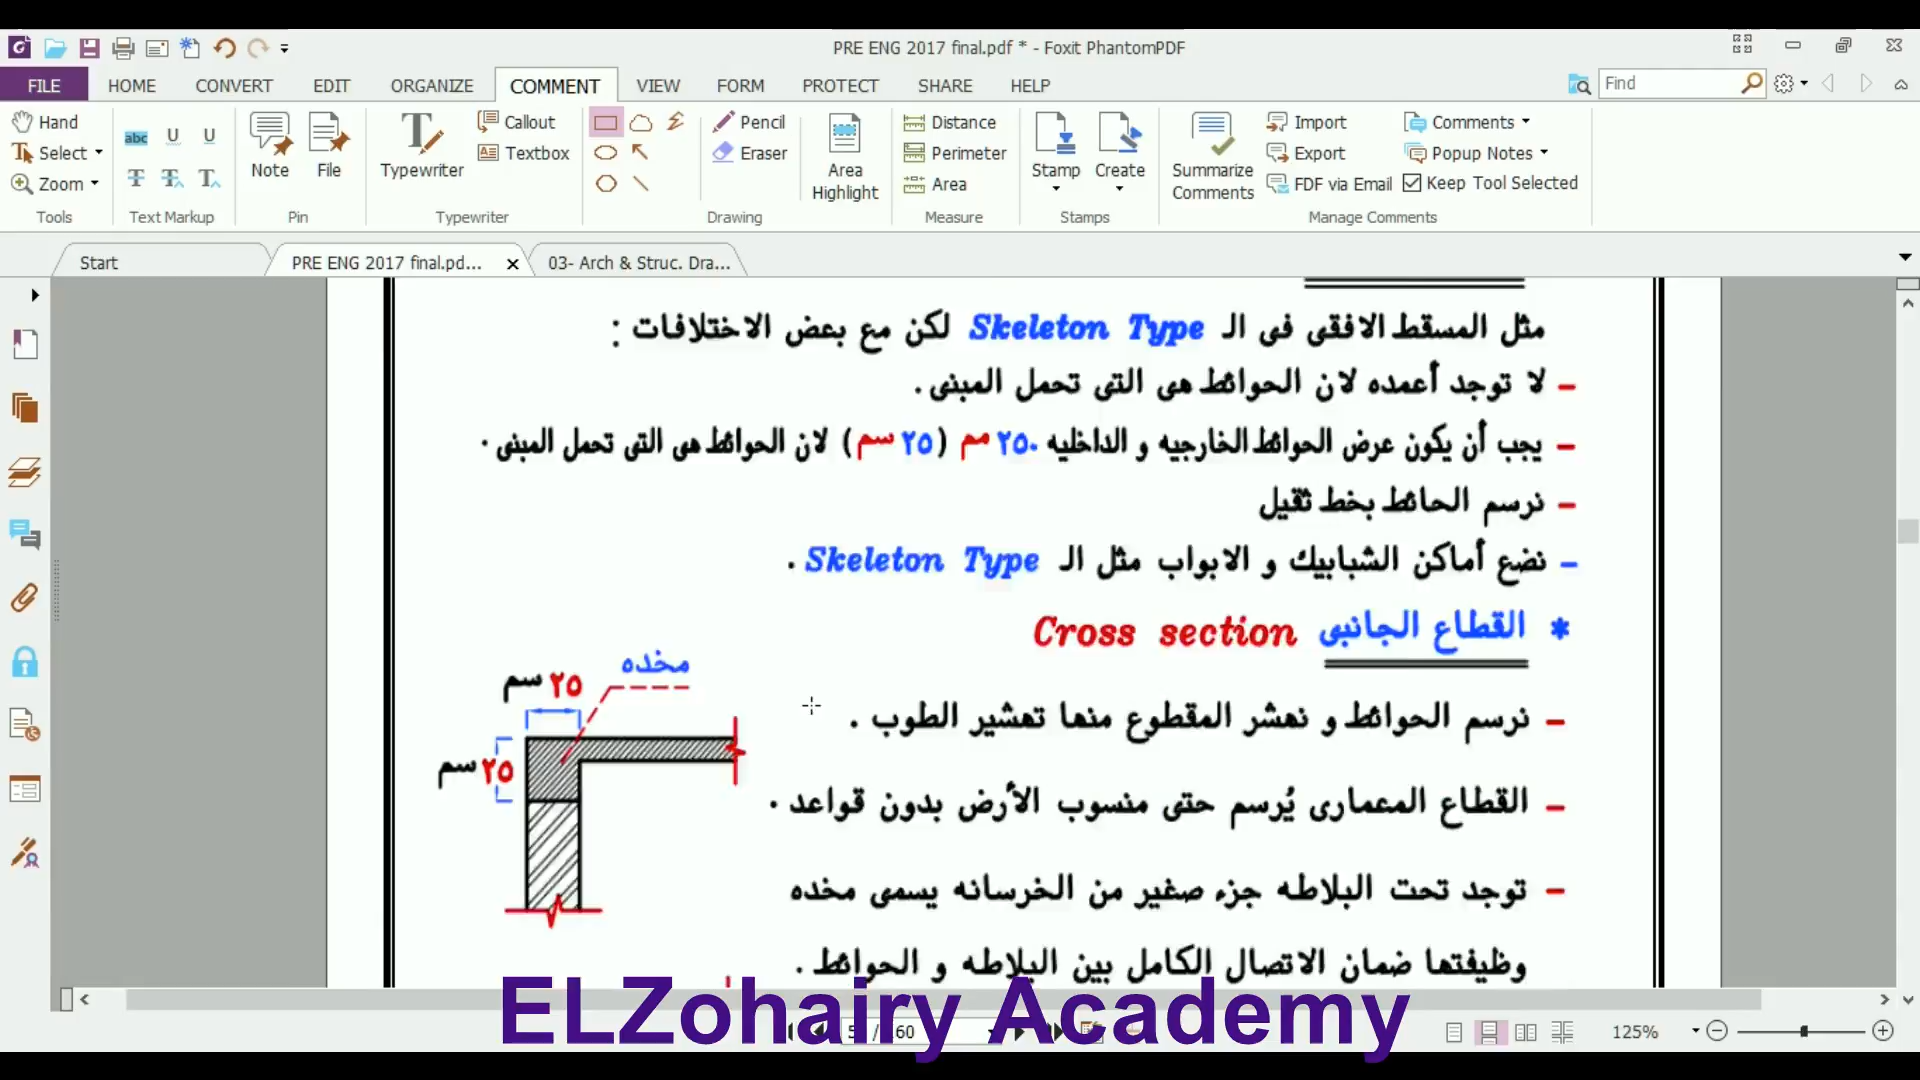 PRE ENG 2017 final.pdf * - Foxit PhantomPDF
FILE HOME CONVERT EDIT ORGANIZE COMMENT VIEW FORM PROTECT SHARE HELP Find
Hand
Select
Zoom
Tools
abc U U
T T T
Text Markup
Note File
Pin
Typewriter
Callout
Textbox
Typewriter
Pencil
Eraser
Drawing
Area Highlight
Distance
Perimeter
Area
Measure
Stamp Create
Stamps
Summarize Comments
Import
Export
FDF via Email
Comments
Popup Notes
Keep Tool Selected
Manage Comments
Start PRE ENG 2017 final.pd... 03- Arch & Struc. Dra...
مثل المسقط الافقى فى الـ Skeleton Type لكن مع بعض الاختلافات :
- لا توجد أعمده لان الحوائط هى التى تحمل المبنى .
- يجب أن يكون عرض الحوائط الخارجيه و الداخليه ٢٥٠ مم (٢٥ سم) لان الحوائط هى التى تحمل المبنى .
- نرسم الحائط بخط ثقيل
- نضع أماكن الشبابيك و الابواب مثل الـ Skeleton Type .
* القطاع الجانبى Cross section
- نرسم الحوائط و نهشر المقطوع منها تهشير الطوب .
- القطاع المعمارى يُرسم حتى منسوب الأرض بدون قواعد .
- توجد تحت البلاطه جزء صغير من الخرسانه يسمى مخده
وظيفتها ضمان الاتصال الكامل بين البلاطه و الحوائط .
مخده
٢٥ سم
٢٥ سم
ELZohairy Academy
125%